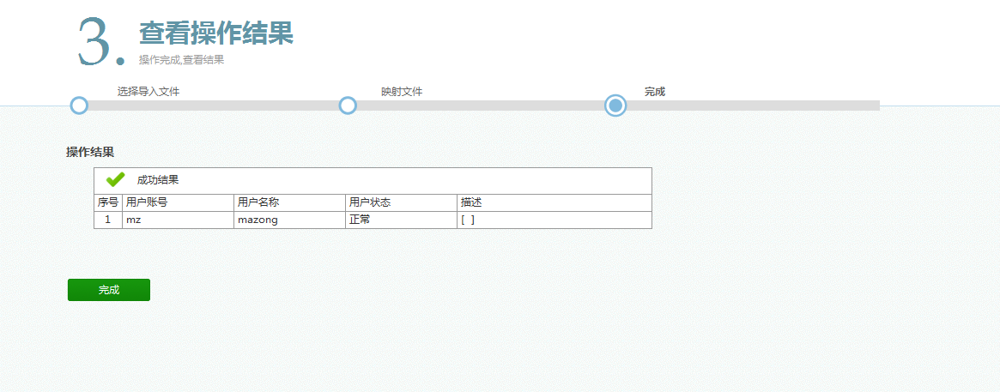 3. 查看操作结果
操作完成,查看结果
选择导入文件 映射文件 完成
操作结果
成功结果
序号 用户账号 用户名称 用户状态 描述
1 mz mazong 正常 [ ]
完成